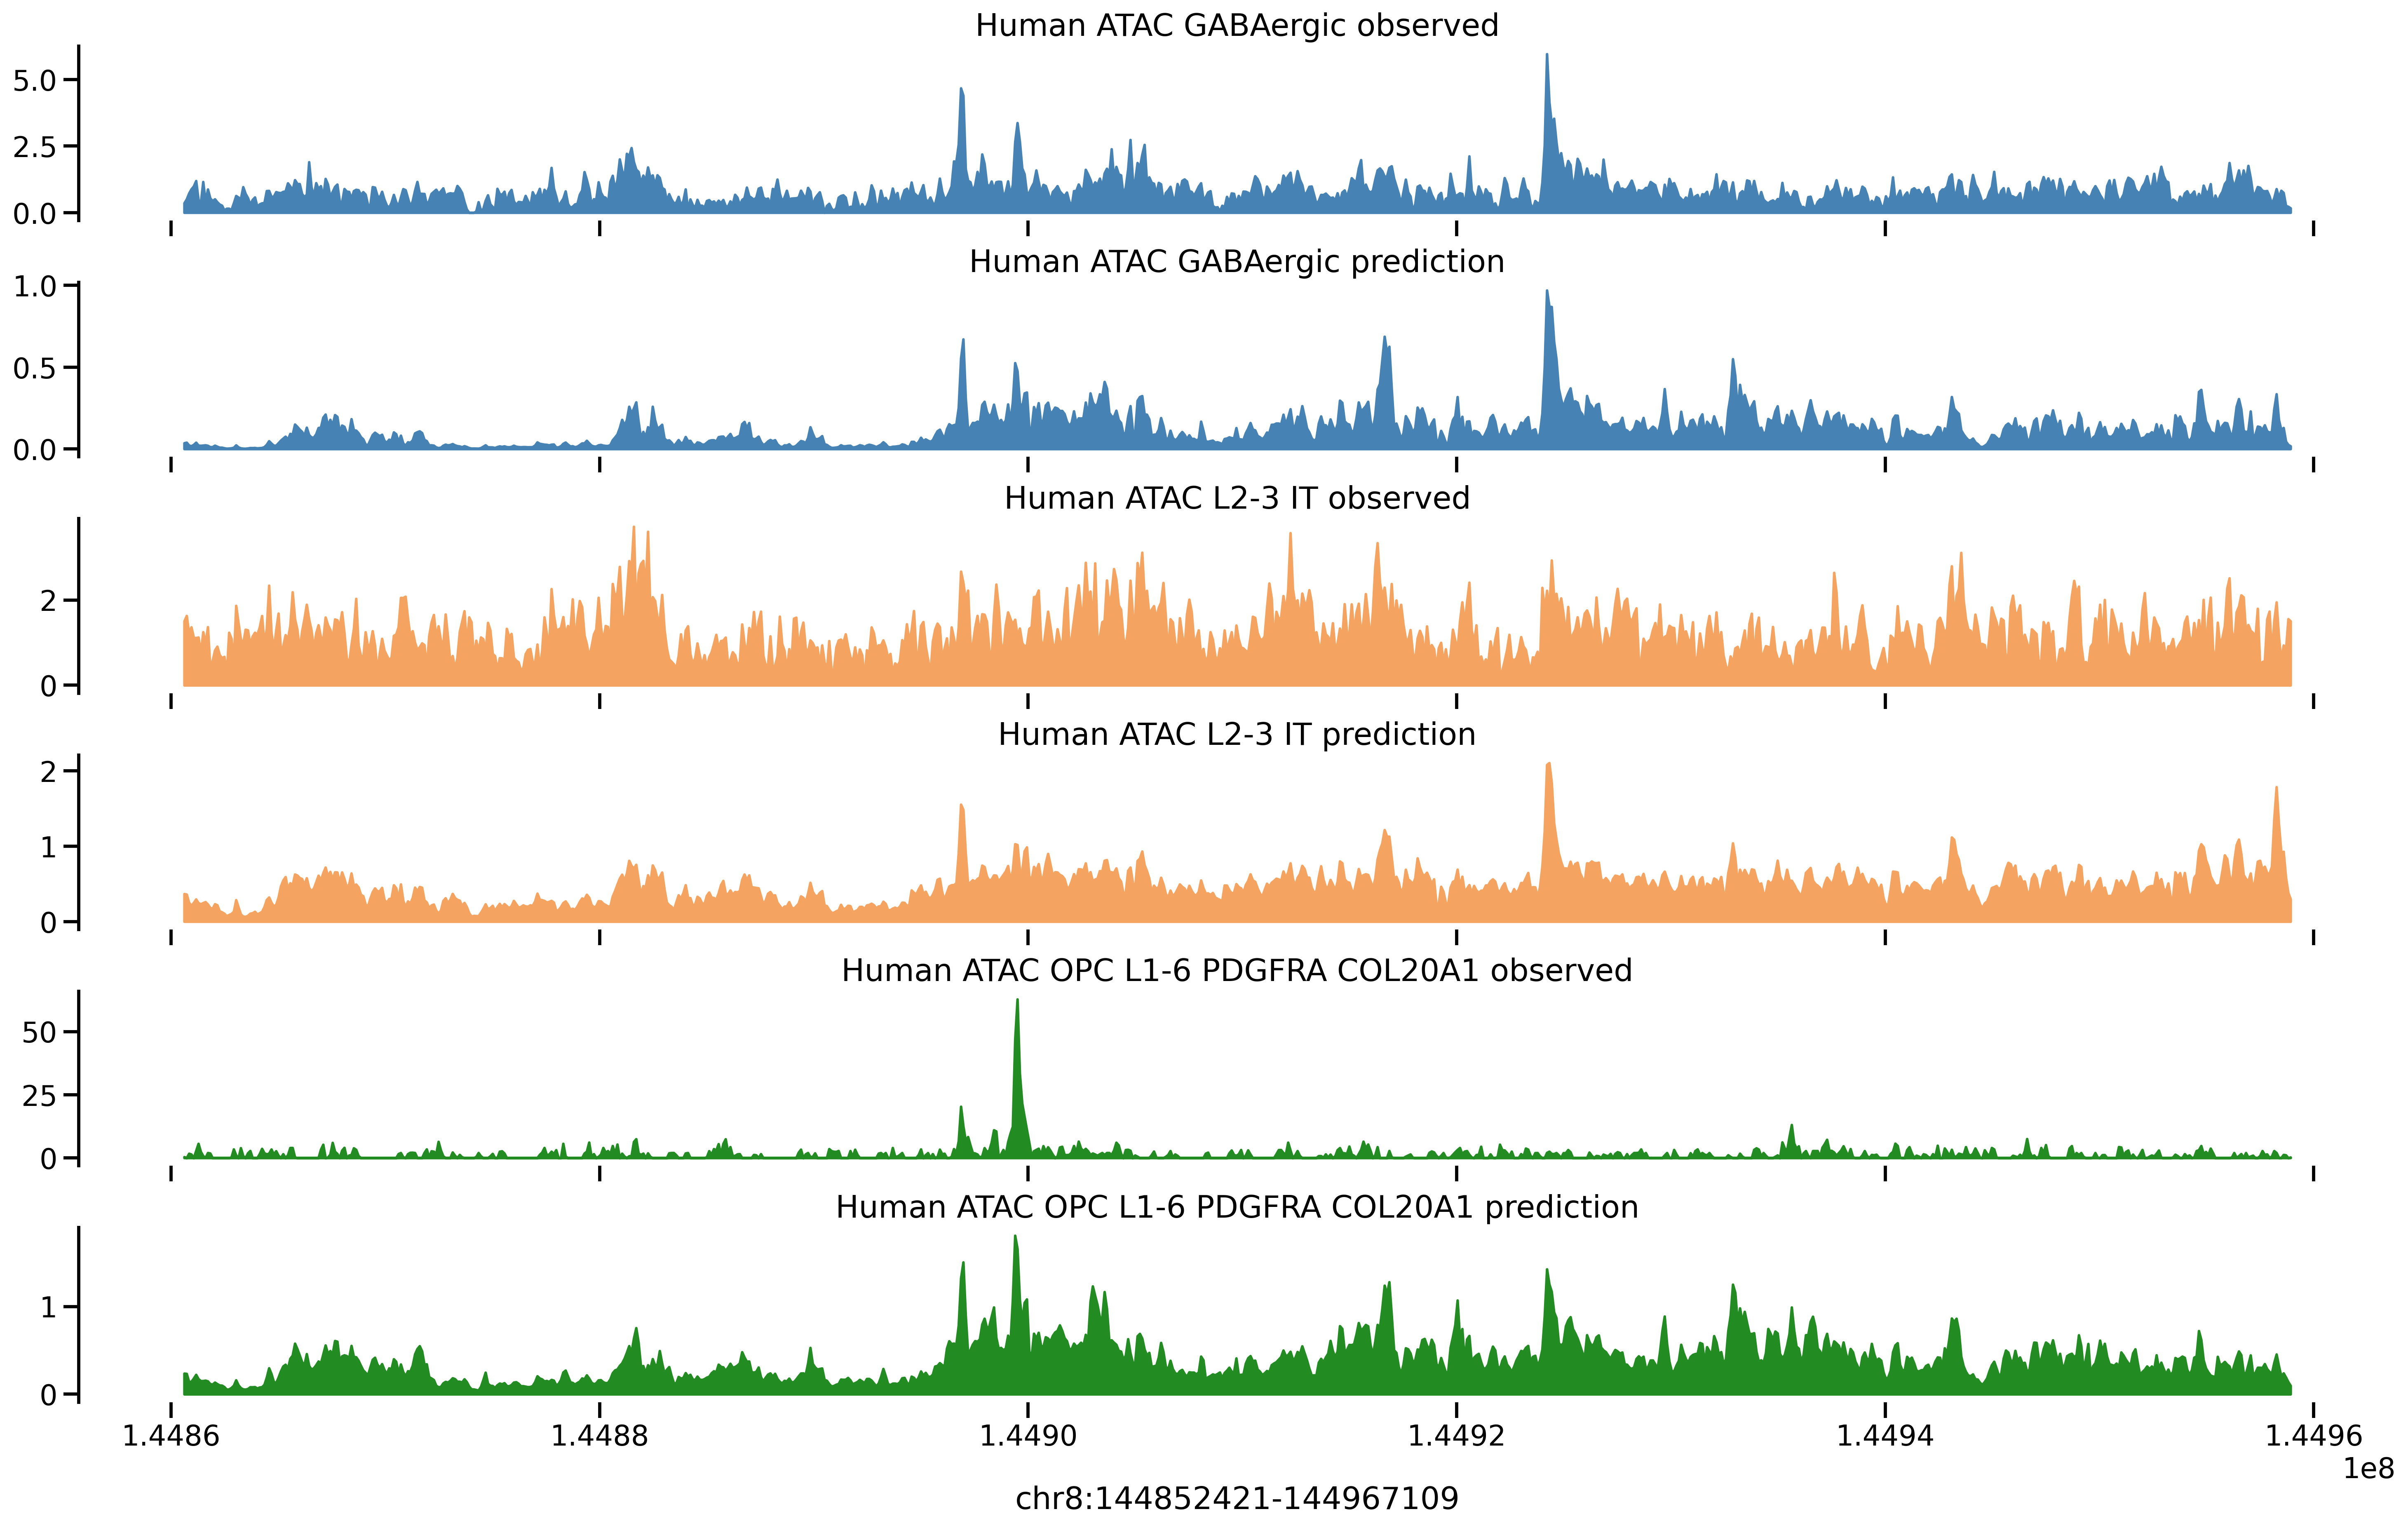 Human ATAC GABAergic observed
5.0
2.5
0.0
Human ATAC GABAergic prediction
1.0
0.5
0.0
Human ATAC L2-3 IT observed
2
0
Human ATAC L2-3 IT prediction
2
1
0
Human ATAC OPC L1-6 PDGFRA COL20A1 observed
50
25
0
Human ATAC OPC L1-6 PDGFRA COL20A1 prediction
1
0
1.4486 1.4488 1.4490 1.4492 1.4494 1.4496
1e8
chr8:144852421-144967109